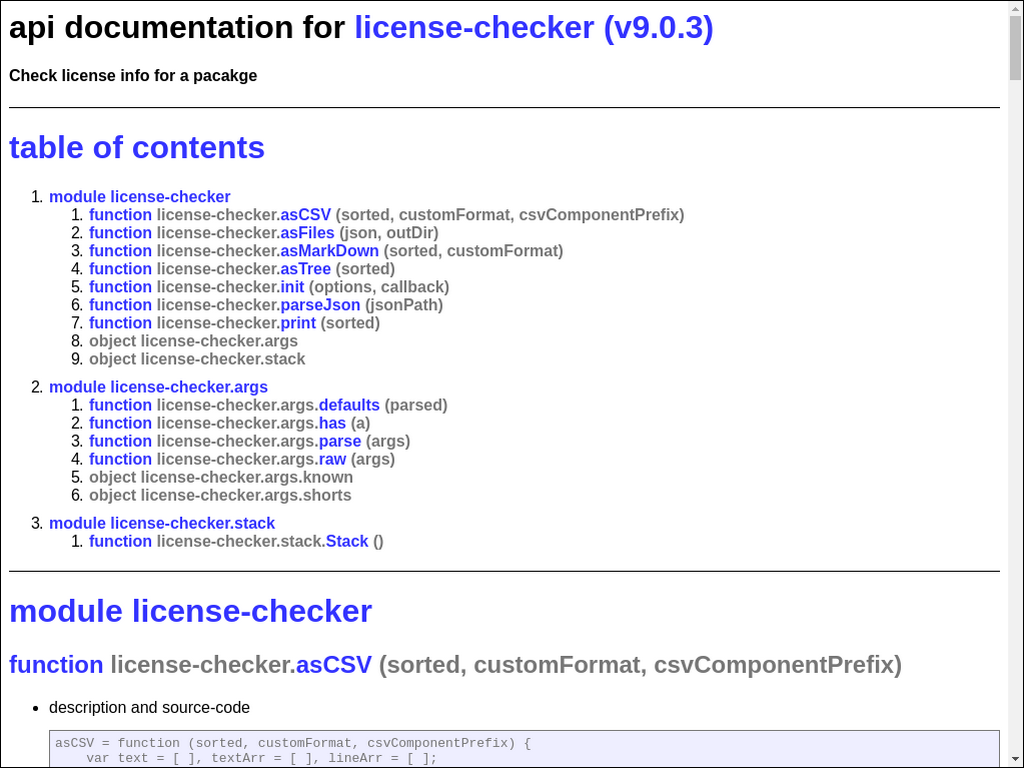 api documentation for license-checker (v9.0.3)
Check license info for a pacakge
table of contents
1. module license-checker
1. function license-checker.asCSV (sorted, customFormat, csvComponentPrefix)
2. function license-checker.asFiles (json, outDir)
3. function license-checker.asMarkDown (sorted, customFormat)
4. function license-checker.asTree (sorted)
5. function license-checker.init (options, callback)
6. function license-checker.parseJson (jsonPath)
7. function license-checker.print (sorted)
8. object license-checker.args
9. object license-checker.stack
2. module license-checker.args
1. function license-checker.args.defaults (parsed)
2. function license-checker.args.has (a)
3. function license-checker.args.parse (args)
4. function license-checker.args.raw (args)
5. object license-checker.args.known
6. object license-checker.args.shorts
3. module license-checker.stack
1. function license-checker.stack.Stack ()
module license-checker
function license-checker.asCSV (sorted, customFormat, csvComponentPrefix)
• description and source-code
asCSV = function (sorted, customFormat, csvComponentPrefix) {
var text = [ ], textArr = [ ], lineArr = [ ];